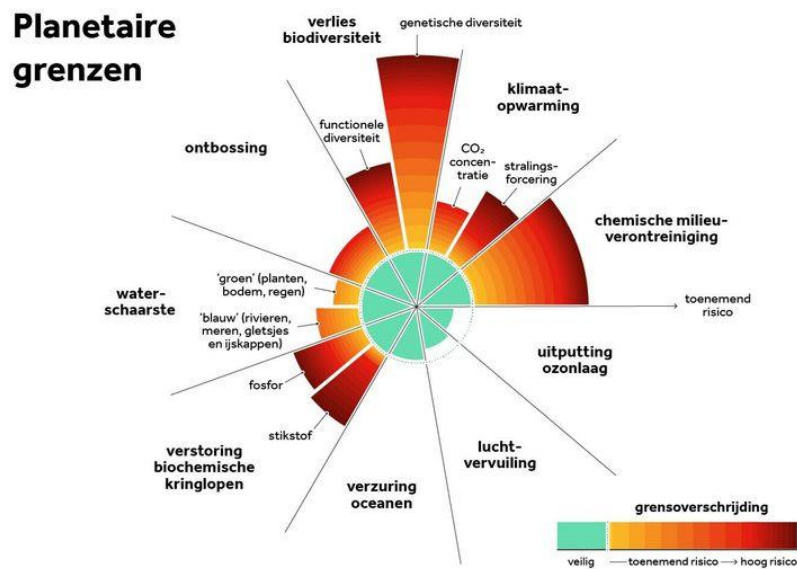 Planetaire
grenzen
verlies
biodiversiteit
genetische diversiteit
klimaat-
opwarming
functionele
diversiteit
ontbossing
CO₂
concen-
tratie
stralings-
forcering
chemische milieu-
verontreiniging
'groen' (planten,
bodem, regen)
water-
schaarste
'blauw' (rivieren,
meren, gletsjes
en ijskappen)
toenemend
risico
uitputting
ozonlaag
fosfor
stikstof
verstoring
biochemische
kringlopen
verzuring
oceanen
lucht-
vervuiling
grensoverschrijding
veilig
toenemend risico
hoog risico